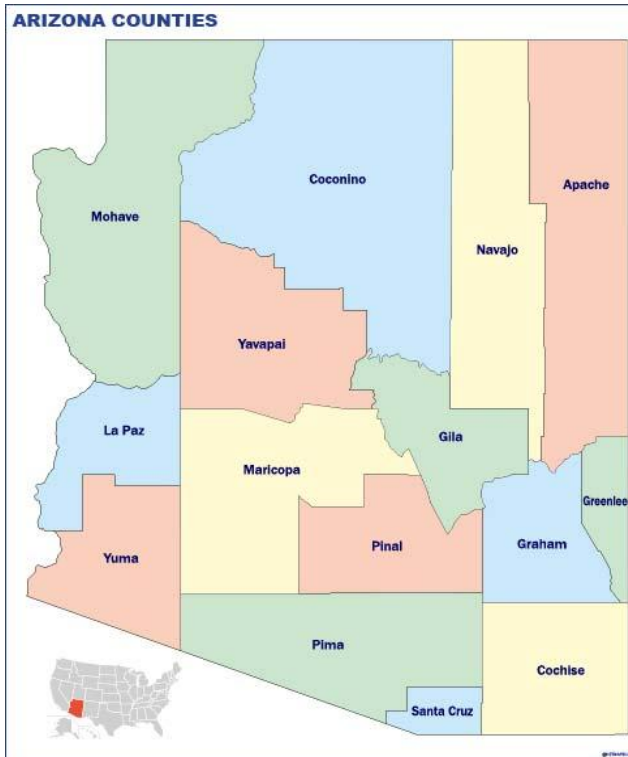 ARIZONA COUNTIES
Coconino
Apache
Mohave
Navajo
Yavapai
La Paz
Gila
Maricopa
Greenlee
Yuma
Pinal
Graham
Pima
Cochise
Santa Cruz